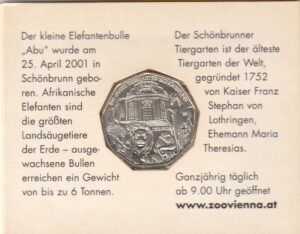 Der kleine Elefantenbulle
„Abu“ wurde am
25. April 2001 in
Schönbrunn gebo-
ren. Afrikanische
Elefanten sind
die größten
Landsäugetiere
der Erde – ausge-
wachsene Bullen
erreichen ein Gewicht
von bis zu 6 Tonnen.
Der Schönbrunner
Tiergarten ist der älteste
Tiergarten der Welt,
gegründet 1752
von Kaiser Franz
Stephan von
Lothringen,
Ehemann Maria
Theresias.
Ganzjährig täglich
ab 9.00 Uhr geöffnet
www.zoovienna.at